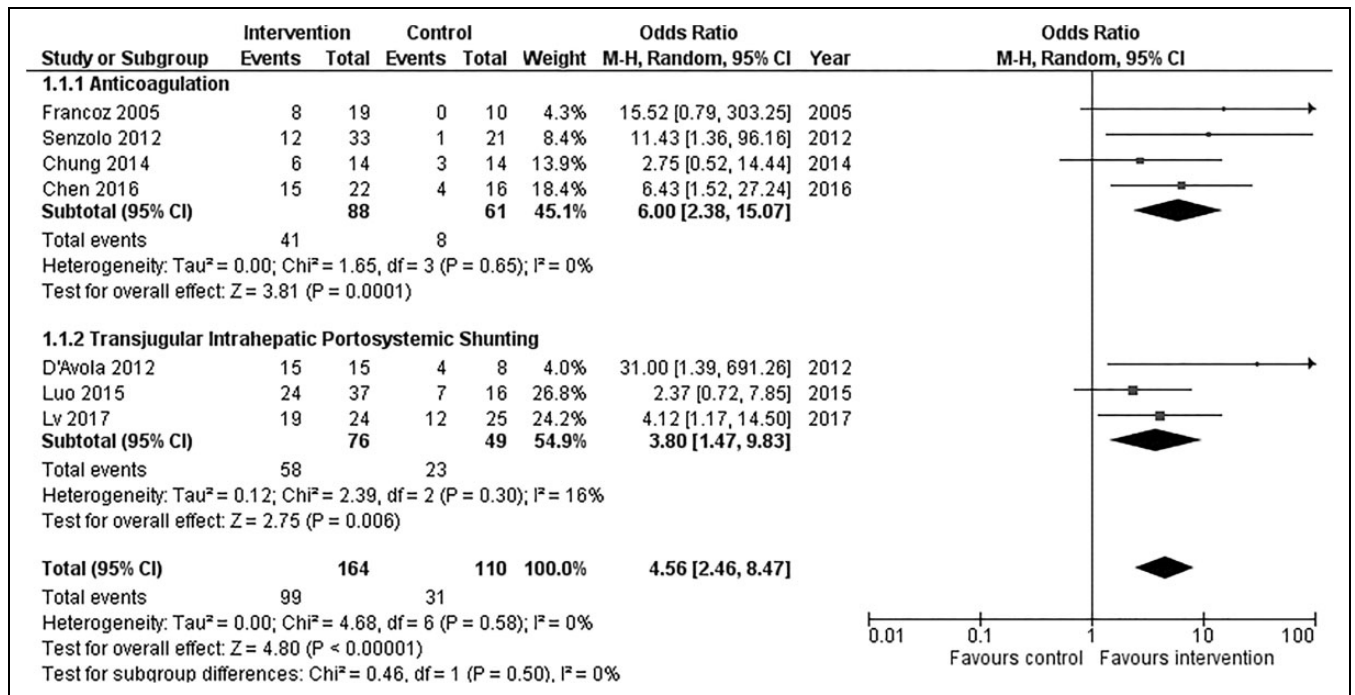 Intervention Control Odds Ratio Odds Ratio
Study or Subgroup Events Total Events Total Weight M-H, Random, 95% CI Year M-H, Random, 95% CI
1.1.1 Anticoagulation
Francoz 2005 8 19 0 10 4.3% 15.52 [0.79, 303.25] 2005
Senzolo 2012 12 33 1 21 8.4% 11.43 [1.36, 96.16] 2012
Chung 2014 6 14 3 14 13.9% 2.75 [0.52, 14.44] 2014
Chen 2016 15 22 4 16 18.4% 6.43 [1.52, 27.24] 2016
Subtotal (95% CI) 88 61 45.1% 6.00 [2.38, 15.07]
Total events 41 8
Heterogeneity: Tau² = 0.00; Chi² = 1.65, df = 3 (P = 0.65); I² = 0%
Test for overall effect: Z = 3.81 (P = 0.0001)
1.1.2 Transjugular Intrahepatic Portosystemic Shunting
D'Avola 2012 15 15 4 8 4.0% 31.00 [1.39, 691.26] 2012
Luo 2015 24 37 7 16 26.8% 2.37 [0.72, 7.85] 2015
Lv 2017 19 24 12 25 24.2% 4.12 [1.17, 14.50] 2017
Subtotal (95% CI) 76 49 54.9% 3.80 [1.47, 9.83]
Total events 58 23
Heterogeneity: Tau² = 0.12; Chi² = 2.39, df = 2 (P = 0.30); I² = 16%
Test for overall effect: Z = 2.75 (P = 0.006)
Total (95% CI) 164 110 100.0% 4.56 [2.46, 8.47]
Total events 99 31
Heterogeneity: Tau² = 0.00; Chi² = 4.68, df = 6 (P = 0.58); I² = 0%
Test for overall effect: Z = 4.80 (P < 0.00001)
Test for subgroup differences: Chi² = 0.46, df = 1 (P = 0.50), I² = 0%
0.01 0.1 1 10 100
Favours control Favours intervention